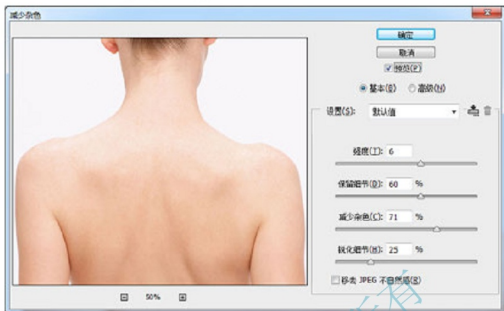 减少杂色
确定
取消
预览(P)
基本(B) 高级(N)
设置(S): 默认值
强度(I): 6
保留细节(D): 60 %
减少杂色(C): 71 %
锐化细节(H): 25 %
移去 JPEG 不自然感(R)
50%